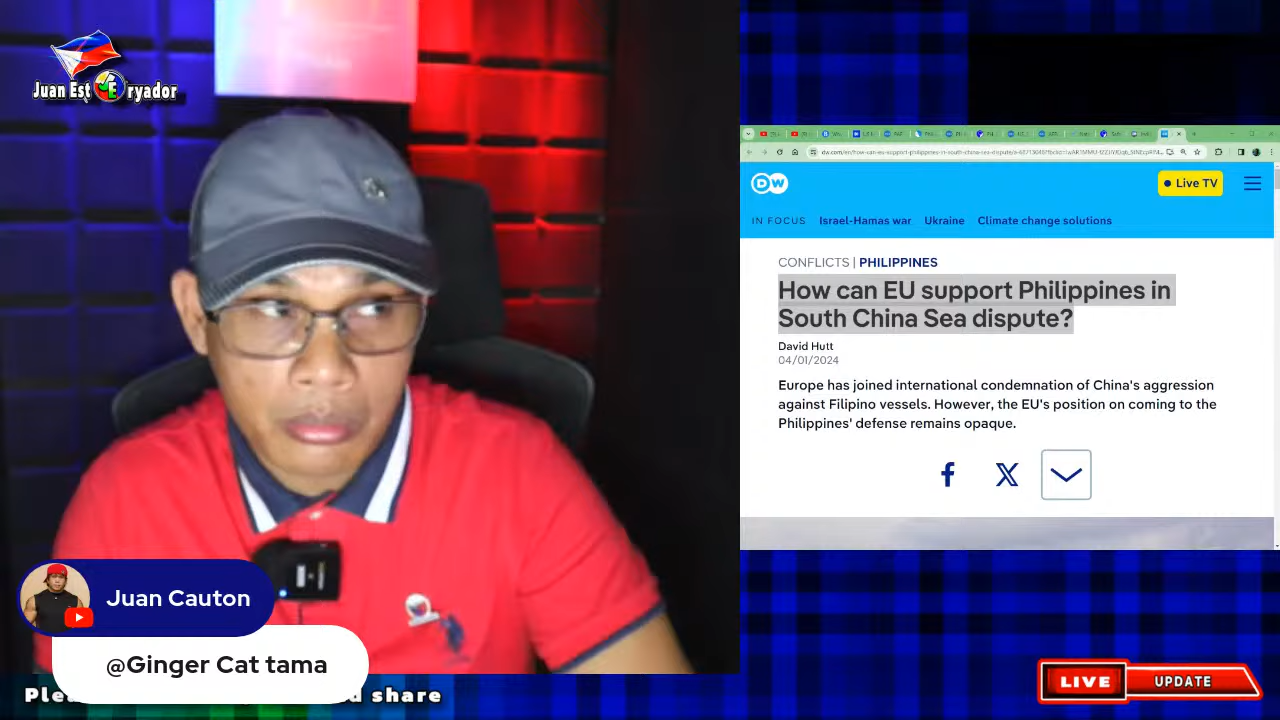 Juan Est E ryador
DW
Live TV
IN FOCUS Israel-Hamas war Ukraine Climate change solutions
CONFLICTS | PHILIPPINES
How can EU support Philippines in
South China Sea dispute?
David Hutt
04/01/2024
Europe has joined international condemnation of China's aggression
against Filipino vessels. However, the EU's position on coming to the
Philippines' defense remains opaque.
Juan Cauton
@Ginger Cat tama
share
LIVE UPDATE